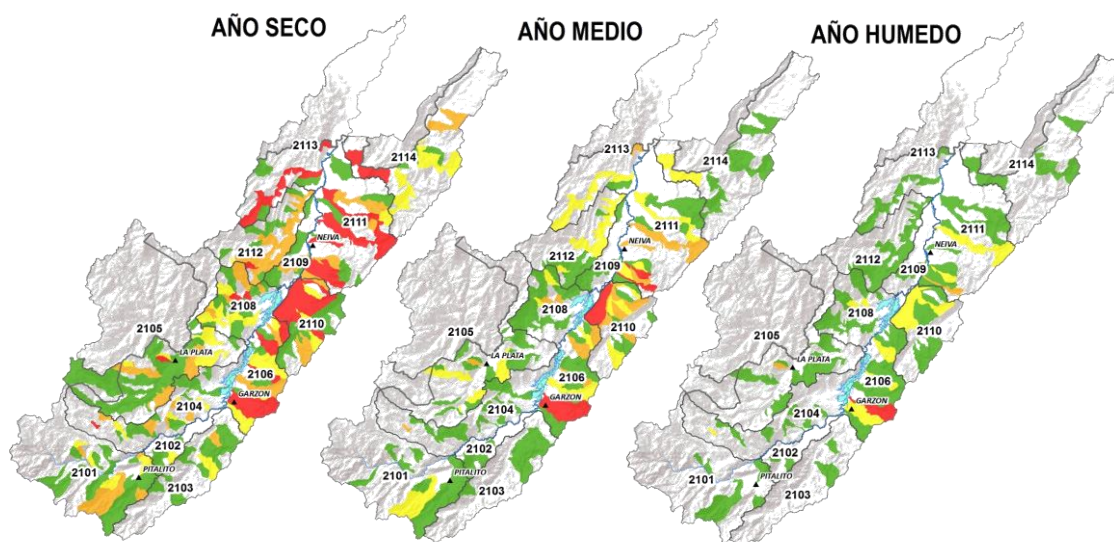 AÑO SECO
AÑO MEDIO
AÑO HUMEDO
2113
2114
2111
NEIVA
2112
2109
2108
2110
2105
LA PLATA
2106
GARZON
2104
2102
2101
PITALITO
2103
2113
2114
2111
NEIVA
2112
2109
2108
2110
2105
LA PLATA
2106
GARZON
2104
2102
2101
PITALITO
2103
2113
2114
2111
NEIVA
2112
2109
2108
2110
2105
LA PLATA
2106
GARZON
2104
2102
2101
PITALITO
2103